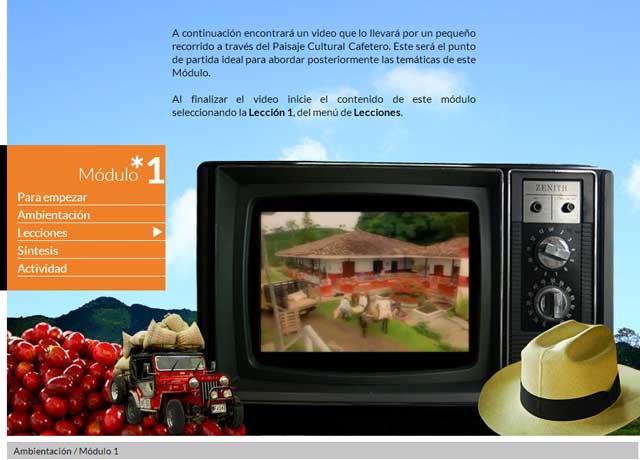 A continuación encontrará un video que lo llevará por un pequeño
recorrido a través del Paisaje Cultural Cafetero. Este será el punto
de partida ideal para abordar posteriormente las temáticas de este
Módulo.
Al finalizar el video inicie el contenido de este módulo
seleccionando la Lección 1, del menú de Lecciones.
Módulo*1
Para empezar
Ambientación
Lecciones
Síntesis
Actividad
ZENITH
Ambientación / Módulo 1